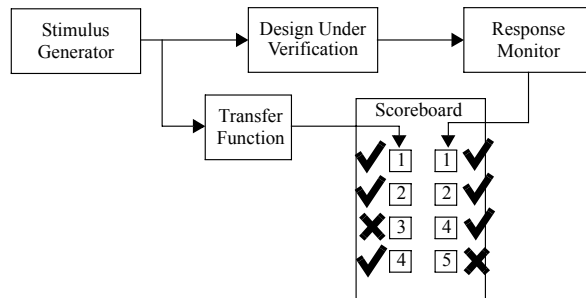 Stimulus
Generator
Design Under
Verification
Response
Monitor
Transfer
Function
Scoreboard
1 1
2 2
3 4
4 5